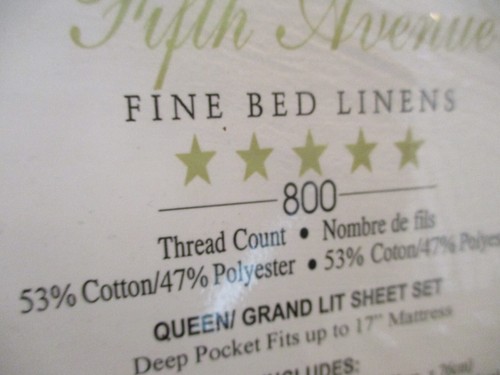 Fifth Avenue
FINE BED LINENS
800
Thread Count • Nombre de fils
53% Cotton/47% Polyester • 53% Coton/47%
QUEEN/ GRAND LIT SHEET SET
Deep Pocket Fits up to 17" Mattress